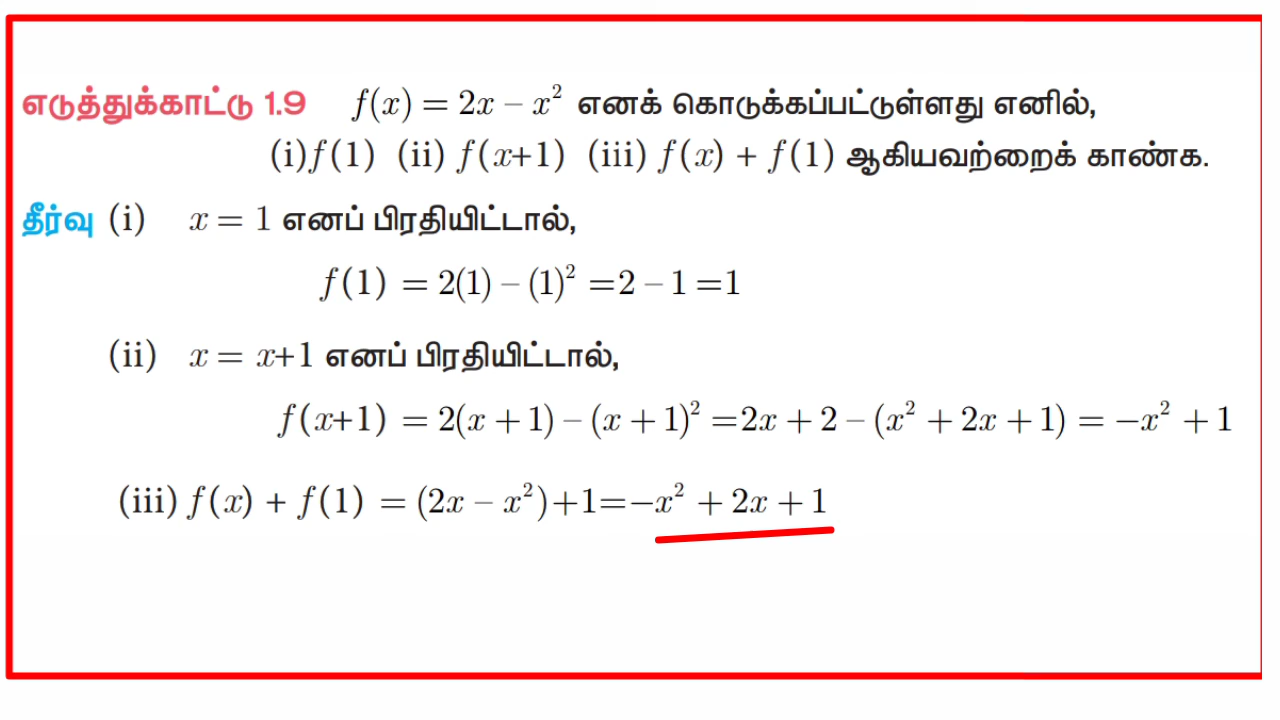 எடுத்துக்காட்டு 1.9 f(x) = 2x – x² எனக் கொடுக்கப்பட்டுள்ளது எனில்,
(i)f(1) (ii) f(x+1) (iii) f(x) + f(1) ஆகியவற்றைக் காண்க.
தீர்வு (i) x = 1 எனப் பிரதியிட்டால்,
f(1) = 2(1) – (1)² =2 – 1 =1
(ii) x = x+1 எனப் பிரதியிட்டால்,
f(x+1) = 2(x + 1) – (x + 1)² =2x + 2 – (x² + 2x + 1) = −x² + 1
(iii) f(x) + f(1) = (2x – x²)+1=−x² + 2x + 1